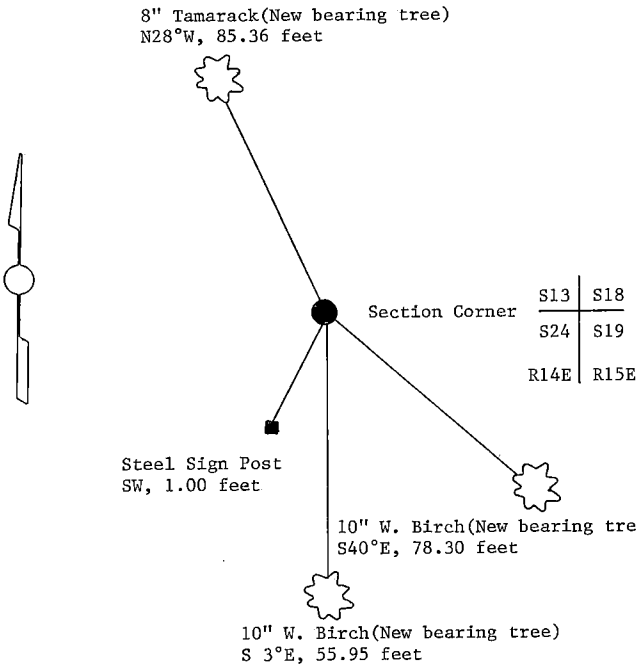 8" Tamarack(New bearing tree)
N28°W, 85.36 feet
Section Corner
S13 S18
S24 S19
R14E R15E
Steel Sign Post
SW, 1.00 feet
10" W. Birch(New bearing tre
S40°E, 78.30 feet
10" W. Birch(New bearing tree)
S 3°E, 55.95 feet